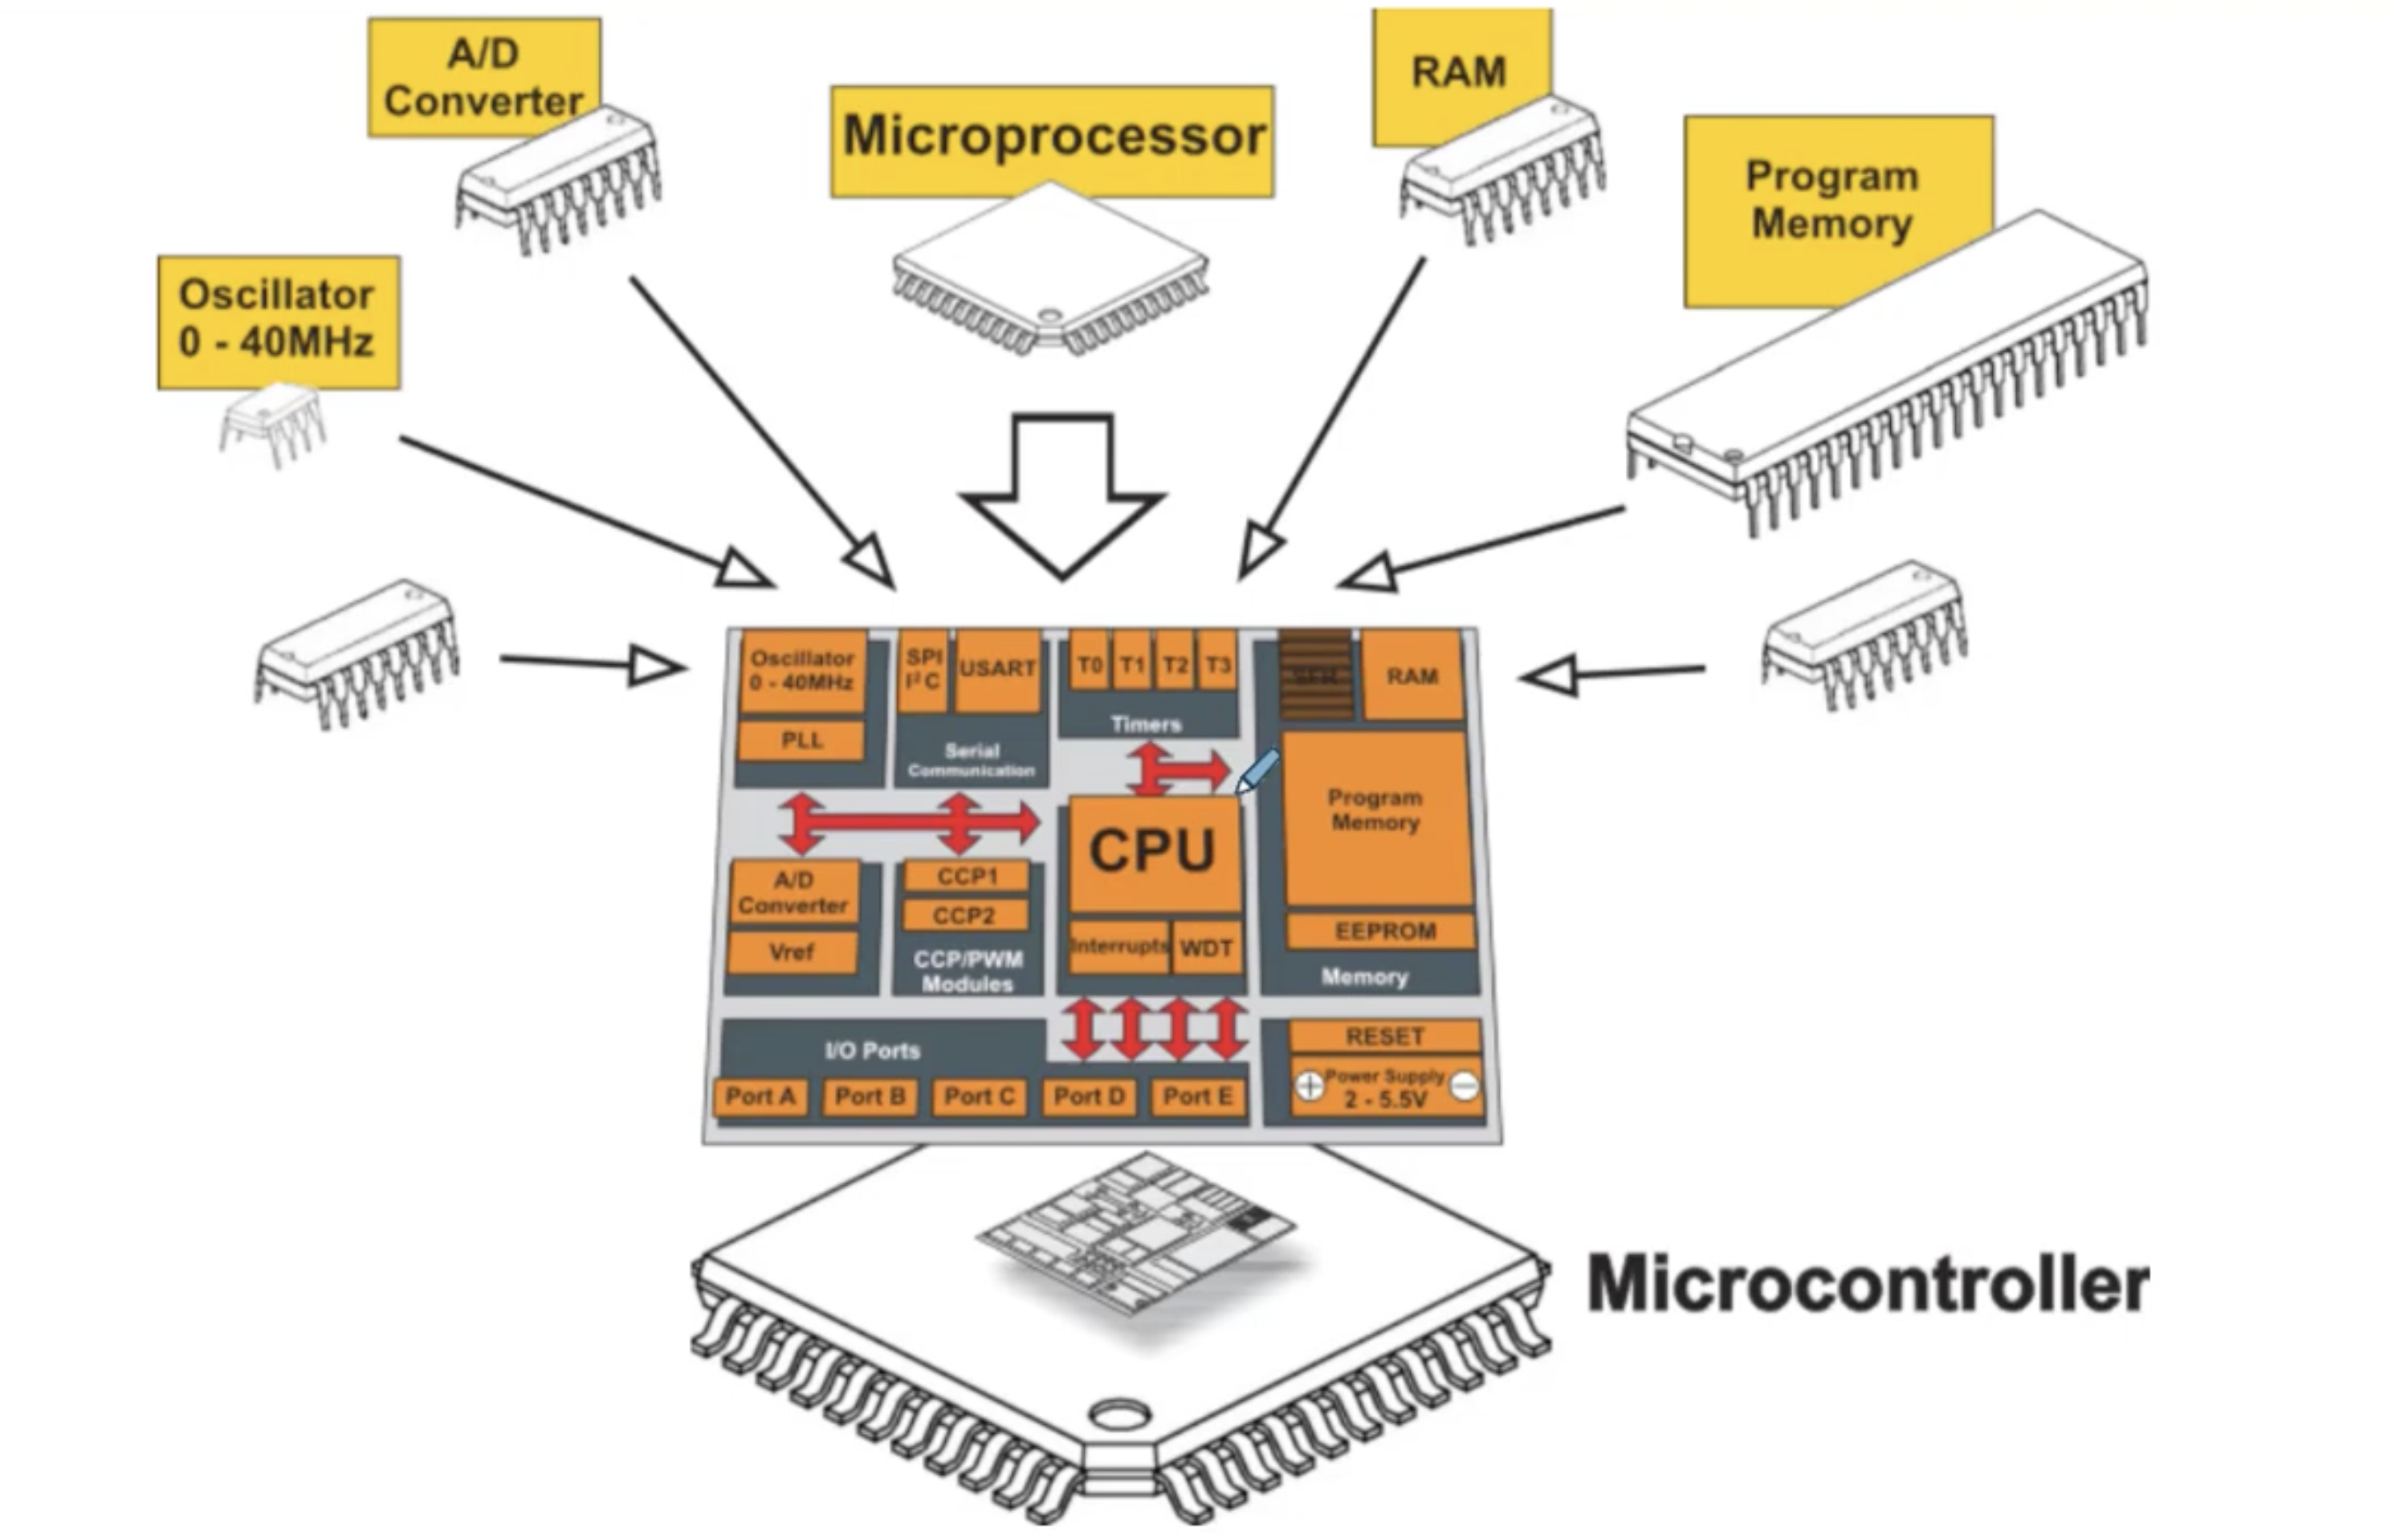 A/D
Converter
Microprocessor
RAM
Program
Memory
Oscillator
0 - 40MHz
Oscillator
0 - 40MHz
PLL
SPI
I²C
USART
Serial
Communication
T0
T1
T2
T3
Timers
SFR
RAM
Program
Memory
EEPROM
Memory
A/D
Converter
Vref
CCP1
CCP2
CCP/PWM
Modules
CPU
Interrupts
WDT
I/O Ports
Port A
Port B
Port C
Port D
Port E
RESET
+
Power Supply
2 - 5.5V
−
Microcontroller